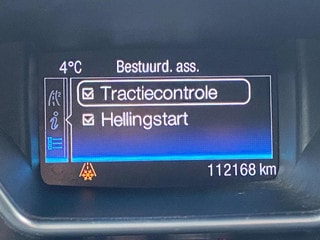 4°C Bestuurd. ass.
Tractiecontrole
Hellingstart
112168 km